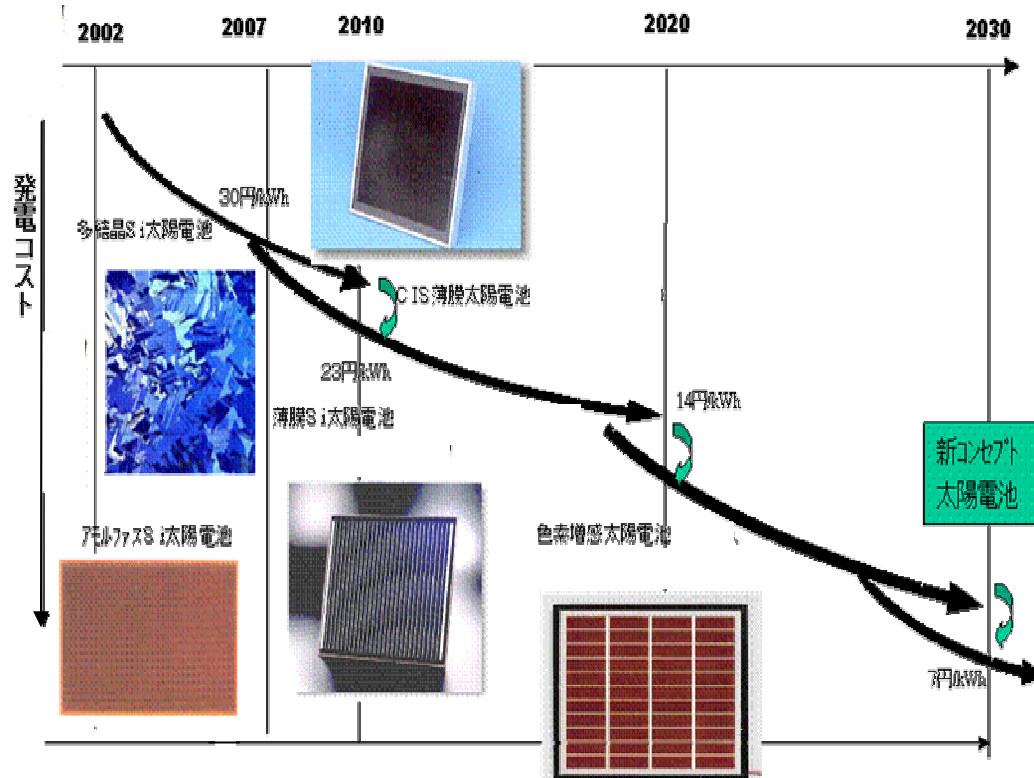 2002
2007
2010
2020
2030
発電コスト
30円/kWh
多結晶Si太陽電池
CIS薄膜太陽電池
23円/kWh
薄膜Si太陽電池
14円/kWh
新コンセプト
太陽電池
アモルファスSi太陽電池
色素増感太陽電池
7円/kWh